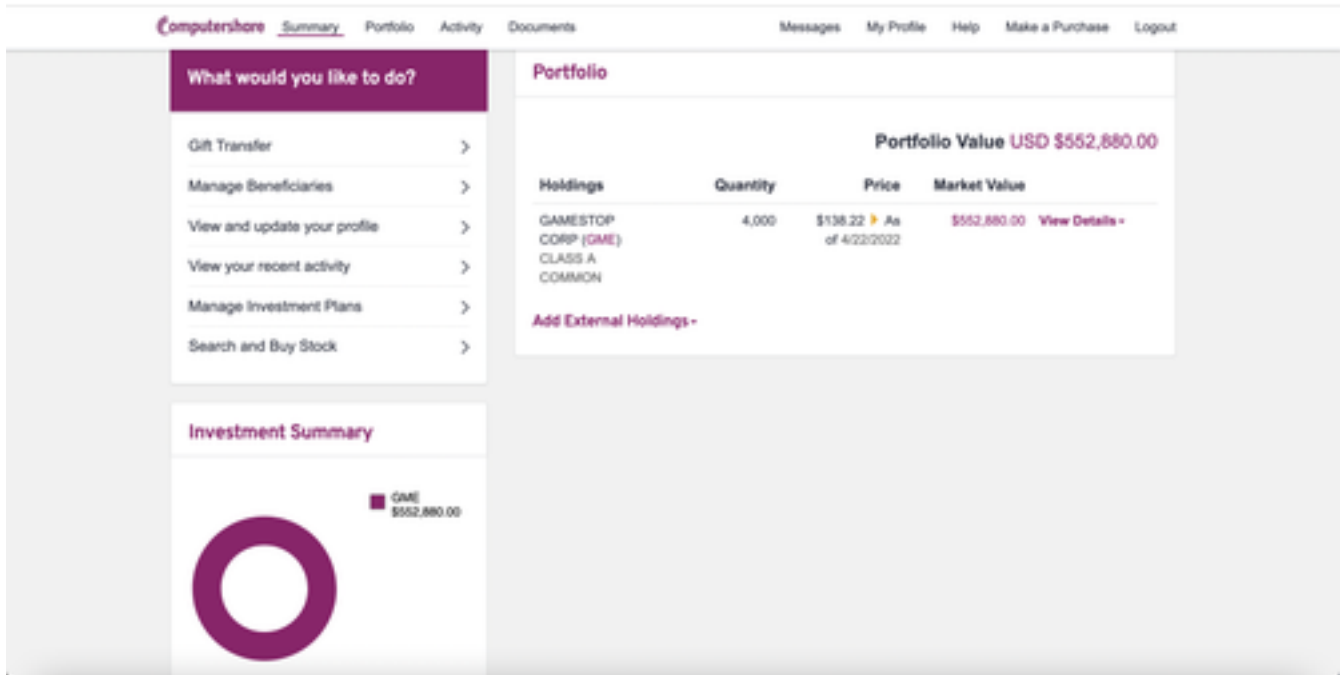 Computershare Summary Portfolio Activity Documents Messages My Profile Help Make a Purchase Logout
What would you like to do?
Gift Transfer
Manage Beneficiaries
View and update your profile
View your recent activity
Manage Investment Plans
Search and Buy Stock
Investment Summary
GME
$552,880.00
Portfolio
Portfolio Value USD $552,880.00
Holdings Quantity Price Market Value
GAMESTOP 4,000 $138.22 As $552,880.00 View Details
CORP (GME) of 4/22/2022
CLASS A
COMMON
Add External Holdings